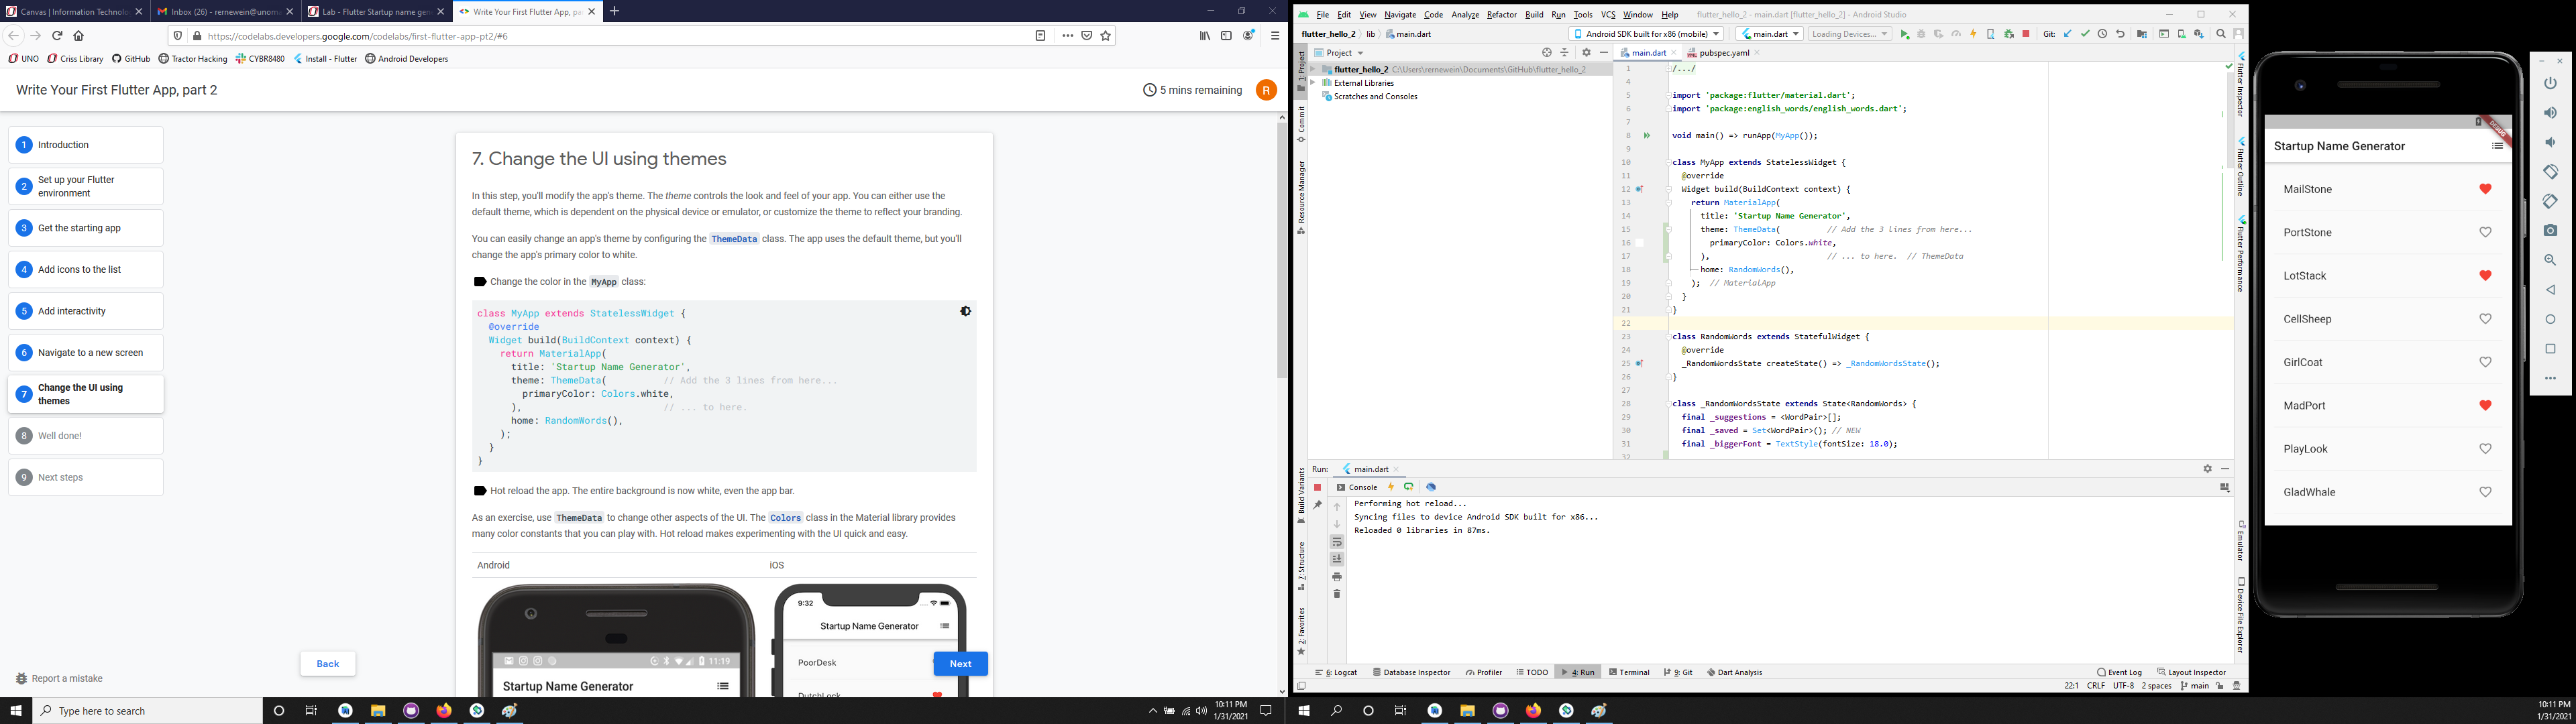 Canvas | Information Technolo
Inbox (26) - rernewein@unoma
Lab - Flutter Startup name gen
Write Your First Flutter App, pa
https://codelabs.developers.google.com/codelabs/first-flutter-app-pt2/#6
UNO
Criss Library
GitHub
Tractor Hacking
CYBR8480
Install - Flutter
Android Developers
Write Your First Flutter App, part 2
5 mins remaining
R
1 Introduction
2 Set up your Flutter
environment
3 Get the starting app
4 Add icons to the list
5 Add interactivity
6 Navigate to a new screen
7 Change the UI using
themes
8 Well done!
9 Next steps
7. Change the UI using themes
In this step, you'll modify the app's theme. The theme controls the look and feel of your app. You can either use the
default theme, which is dependent on the physical device or emulator, or customize the theme to reflect your branding.
You can easily change an app's theme by configuring the ThemeData class. The app uses the default theme, but you'll
change the app's primary color to white.
Change the color in the MyApp class:
class MyApp extends StatelessWidget {
@override
Widget build(BuildContext context) {
return MaterialApp(
title: 'Startup Name Generator',
theme: ThemeData( // Add the 3 lines from here...
primaryColor: Colors.white,
), // ... to here.
home: RandomWords(),
);
}
}
Hot reload the app. The entire background is now white, even the app bar.
As an exercise, use ThemeData to change other aspects of the UI. The Colors class in the Material library provides
many color constants that you can play with. Hot reload makes experimenting with the UI quick and easy.
Android iOS
11:19
Startup Name Generator
9:32
Startup Name Generator
PoorDesk
DutchLock
Back
Next
Report a mistake
Type here to search
10:11 PM
1/31/2021
File Edit View Navigate Code Analyze Refactor Build Run Tools VCS Window Help
flutter_hello_2 - main.dart [flutter_hello_2] - Android Studio
flutter_hello_2 lib main.dart
Android SDK built for x86 (mobile)
main.dart
Loading Devices...
Git:
Project
main.dart
pubspec.yaml
flutter_hello_2 C:\Users\rernewein\Documents\GitHub\flutter_hello_2
External Libraries
Scratches and Consoles
1: Project
Commit
Resource Manager
Build Variants
7: Structure
2: Favorites
1 /.../
4
5 import 'package:flutter/material.dart';
6 import 'package:english_words/english_words.dart';
7
8 void main() => runApp(MyApp());
9
10 class MyApp extends StatelessWidget {
11 @override
12 Widget build(BuildContext context) {
13 return MaterialApp(
14 title: 'Startup Name Generator',
15 theme: ThemeData( // Add the 3 lines from here...
16 primaryColor: Colors.white,
17 ), // ... to here. // ThemeData
18 home: RandomWords(),
19 ); // MaterialApp
20 }
21 }
22
23 class RandomWords extends StatefulWidget {
24 @override
25 _RandomWordsState createState() => _RandomWordsState();
26 }
27
28 class _RandomWordsState extends State<RandomWords> {
29 final _suggestions = <WordPair>[];
30 final _saved = Set<WordPair>(); // NEW
31 final _biggerFont = TextStyle(fontSize: 18.0);
32
Flutter Inspector
Flutter Outline
Flutter Performance
Emulator
Device File Explorer
Run: main.dart
Console
Performing hot reload...
Syncing files to device Android SDK built for x86...
Reloaded 0 libraries in 87ms.
6: Logcat
Database Inspector
Profiler
TODO
4: Run
Terminal
9: Git
Dart Analysis
Event Log
Layout Inspector
22:1 CRLF UTF-8 2 spaces main
DEBUG
Startup Name Generator
MailStone
PortStone
LotStack
CellSheep
GirlCoat
MadPort
PlayLook
GladWhale
10:11 PM
1/31/2021